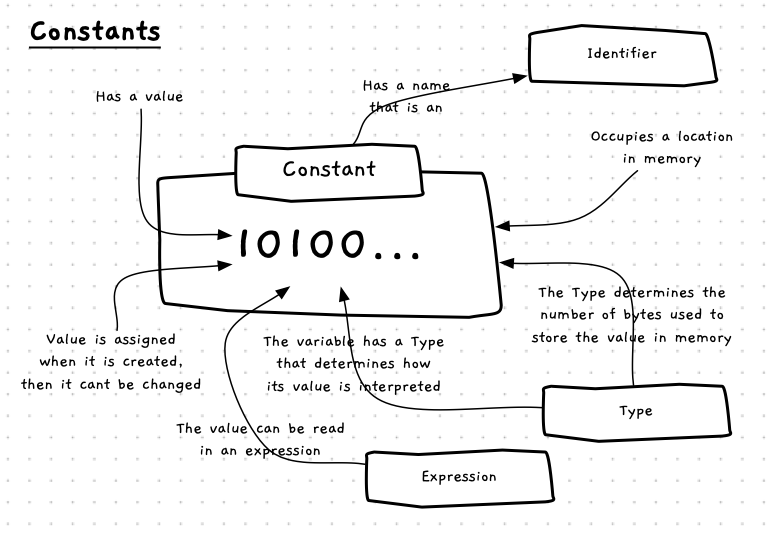 Constants
Identifier
Has a name
that is an
Has a value
Occupies a location
in memory
Constant
10100...
The Type determines the
number of bytes used to
store the value in memory
Value is assigned
when it is created,
then it cant be changed
The variable has a Type
that determines how
its value is interpreted
Type
The value can be read
in an expression
Expression